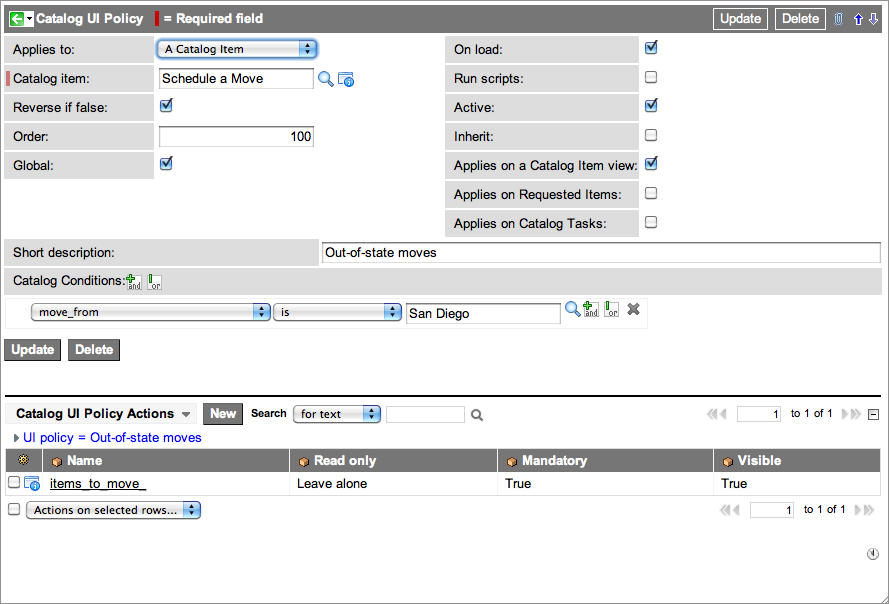 Catalog UI Policy = Required field Update Delete
Applies to: A Catalog Item On load:
Catalog item: Schedule a Move Run scripts:
Reverse if false: Active:
Order: 100 Inherit:
Global: Applies on a Catalog Item view:
Applies on Requested Items:
Applies on Catalog Tasks:
Short description: Out-of-state moves
Catalog Conditions: and or
move_from is San Diego and or
Update Delete
Catalog UI Policy Actions New Search for text 1 to 1 of 1
UI policy = Out-of-state moves
Name Read only Mandatory Visible
items_to_move_ Leave alone True True
Actions on selected rows... 1 to 1 of 1